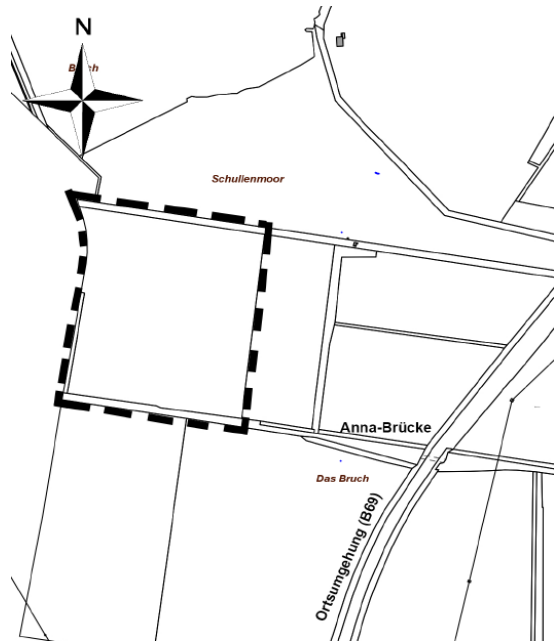 N
Schullenmoor
Anna-Brücke
Das Bruch
Ortsumgehung (B69)